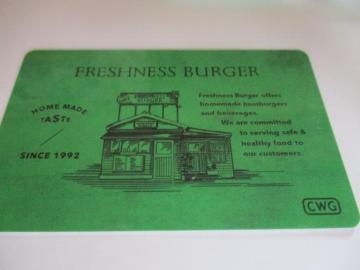 FRESHNESS BURGER
HOME MADE
TASTE
SINCE 1992
Freshness Burger offers
homemade hamburgers
and beverages.
We are committed
to serving safe &
healthy food to
our customers.
CWG